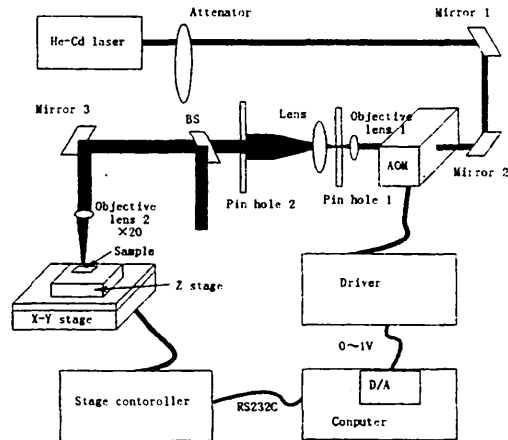 Attenator
Mirror 1
He-Cd laser
Mirror 3
BS
Lens
Objective
lens 1
AOM
Mirror 2
Pin hole 2
Pin hole 1
Objective
lens 2
×20
Sample
Z stage
X-Y stage
Driver
0～1V
D/A
Stage contoroller
RS232C
Computer